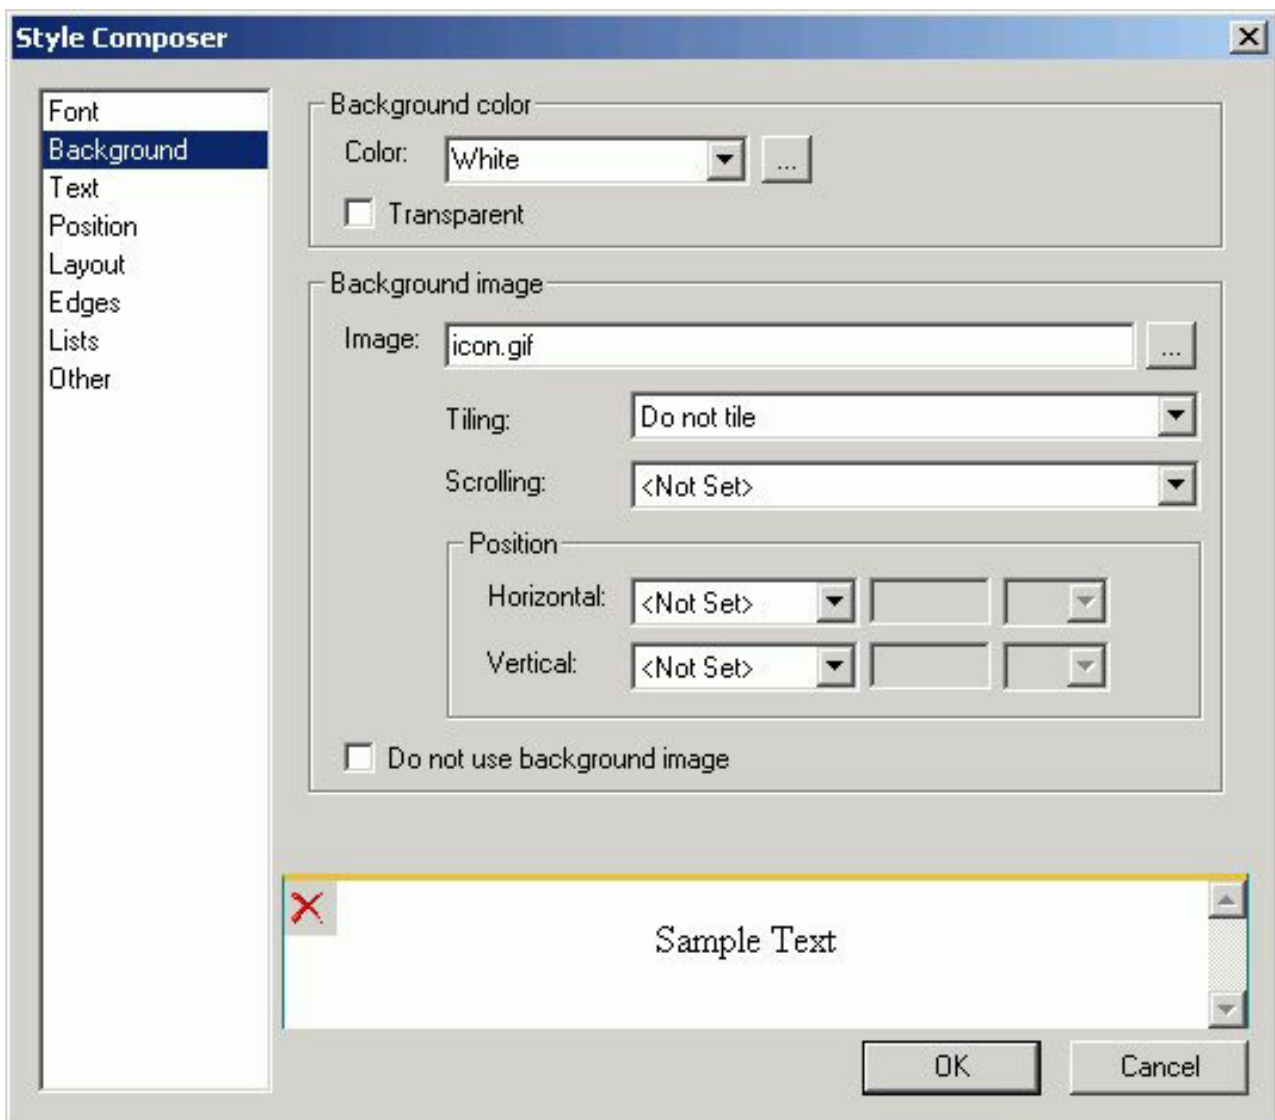 Style Composer
Font
Background
Text
Position
Layout
Edges
Lists
Other
Background color
Color: White ...
Transparent
Background image
Image: icon.gif ...
Tiling: Do not tile
Scrolling: <Not Set>
Position
Horizontal: <Not Set>
Vertical: <Not Set>
Do not use background image
Sample Text
OK Cancel